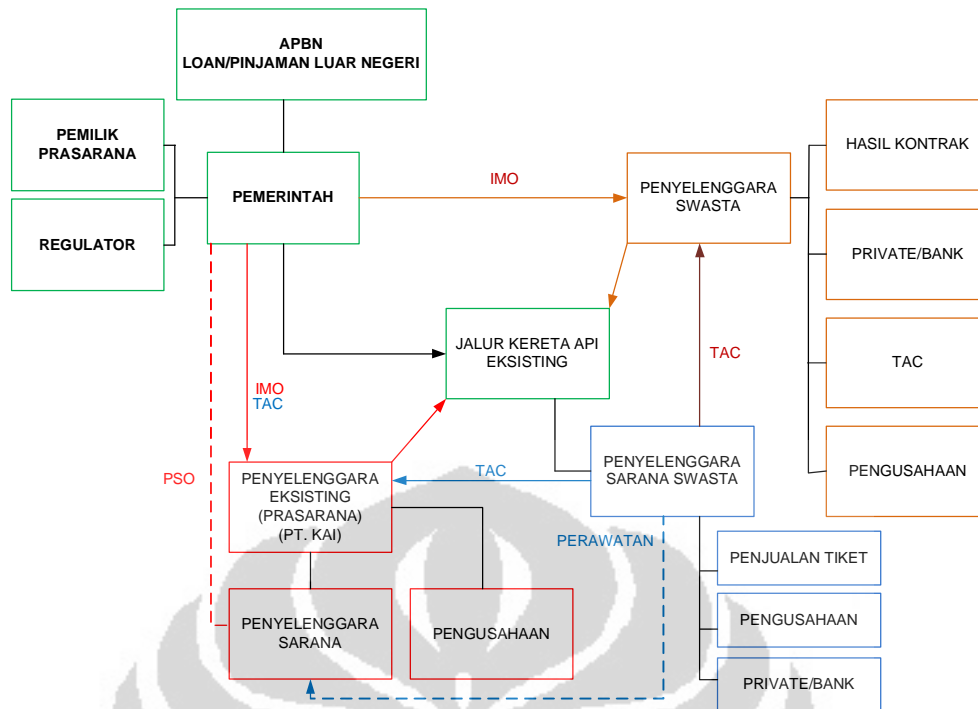 APBN
LOAN/PINJAMAN LUAR NEGERI
PEMILIK
PRASARANA
REGULATOR
PEMERINTAH
IMO
PENYELENGGARA
SWASTA
HASIL KONTRAK
PRIVATE/BANK
TAC
PENGUSAHAAN
JALUR KERETA API
EKSISTING
TAC
IMO
TAC
PSO
PENYELENGGARA
EKSISTING
(PRASARANA)
(PT. KAI)
TAC
PENYELENGGARA
SARANA SWASTA
PERAWATAN
PENYELENGGARA
SARANA
PENGUSAHAAN
PENJUALAN TIKET
PENGUSAHAAN
PRIVATE/BANK